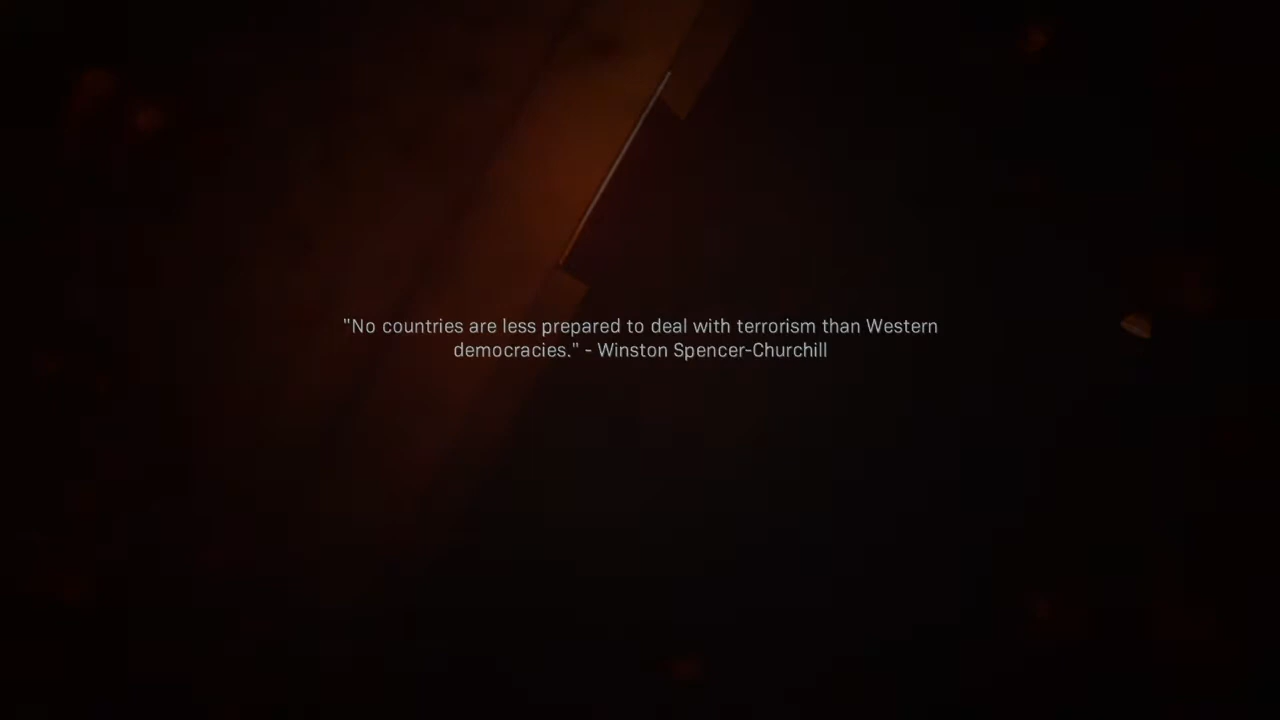 "No countries are less prepared to deal with terrorism than Western
democracies." - Winston Spencer-Churchill